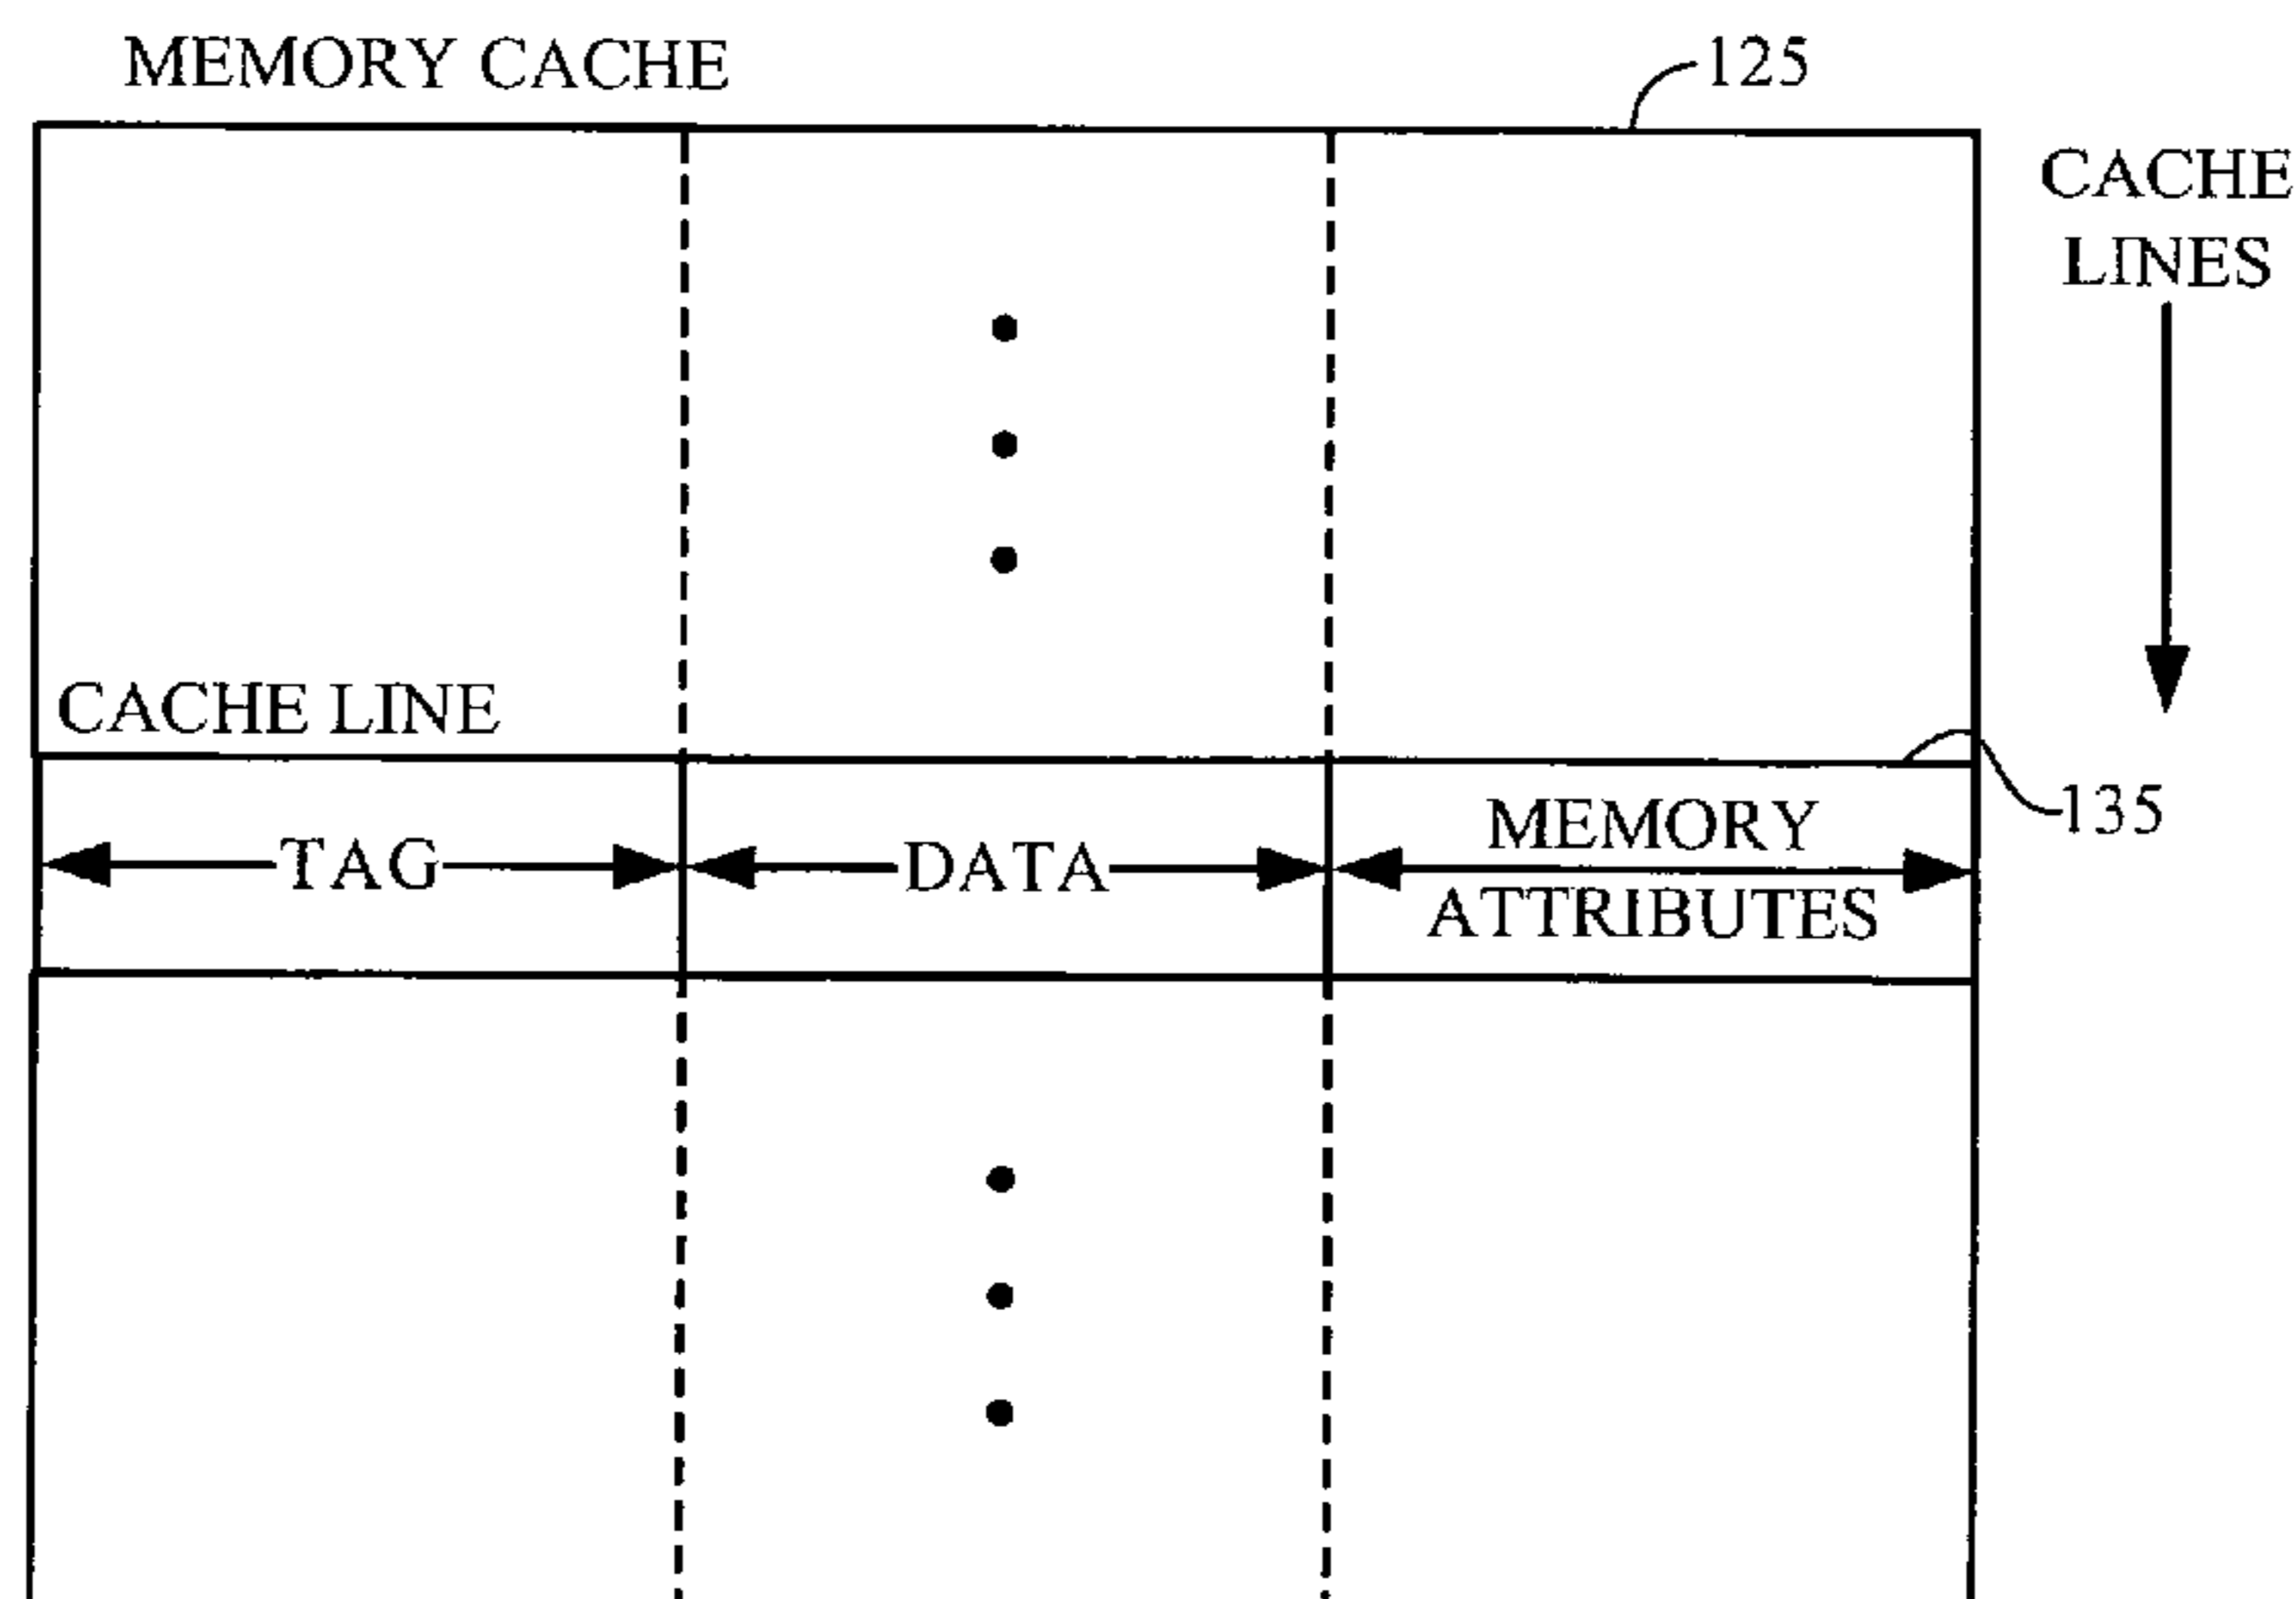 MEMORY CACHE
125
CACHE
LINES
CACHE LINE
135
TAG
DATA
MEMORY
ATTRIBUTES